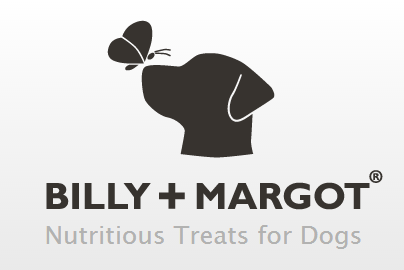 BILLY + MARGOT®
Nutritious Treats for Dogs